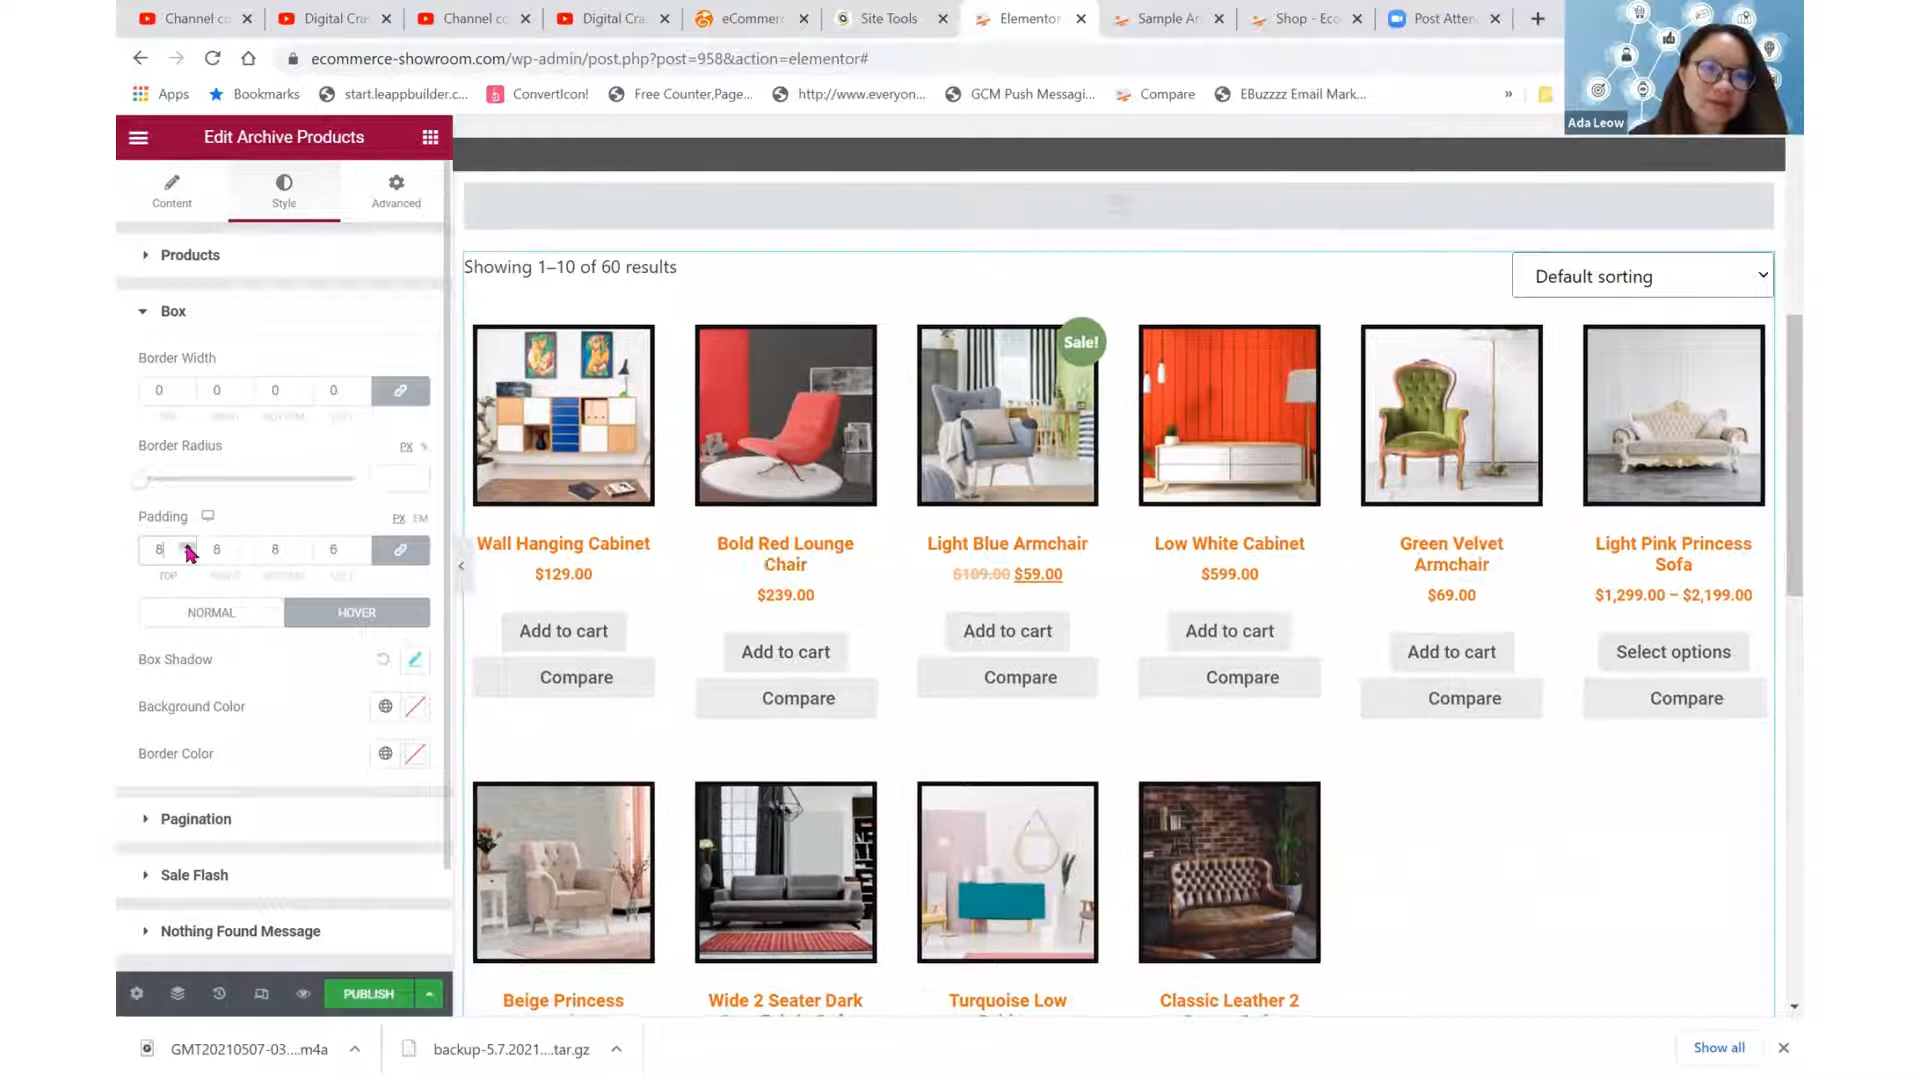 Channel co
Digital Cra
Channel co
Digital Cra
eCommer
Site Tools
Elementor
Sample Ar
Shop - Eco
Post Atten
ecommerce-showroom.com/wp-admin/post.php?post=958&action=elementor#
Apps
Bookmarks
start.leappbuilder.c...
ConvertIcon!
Free Counter,Page...
http://www.everyon...
GCM Push Messagi...
Compare
EBuzzzz Email Mark...
»
Ada Leow
Edit Archive Products
Content
Style
Advanced
Products
Box
Border Width
0 0 0 0
TOP RIGHT BOTTOM LEFT
Border Radius
PX %
Padding
PX EM
8 8 8 6
TOP RIGHT BOTTOM LEFT
NORMAL HOVER
Box Shadow
Background Color
Border Color
Pagination
Sale Flash
Nothing Found Message
PUBLISH
Showing 1–10 of 60 results
Default sorting
Sale!
Wall Hanging Cabinet
$129.00
Add to cart
Compare
Bold Red Lounge
Chair
$239.00
Add to cart
Compare
Light Blue Armchair
$109.00 $59.00
Add to cart
Compare
Low White Cabinet
$599.00
Add to cart
Compare
Green Velvet
Armchair
$69.00
Add to cart
Compare
Light Pink Princess
Sofa
$1,299.00 – $2,199.00
Select options
Compare
Beige Princess
Wide 2 Seater Dark
Turquoise Low
Classic Leather 2
GMT20210507-03....m4a
backup-5.7.2021....tar.gz
Show all